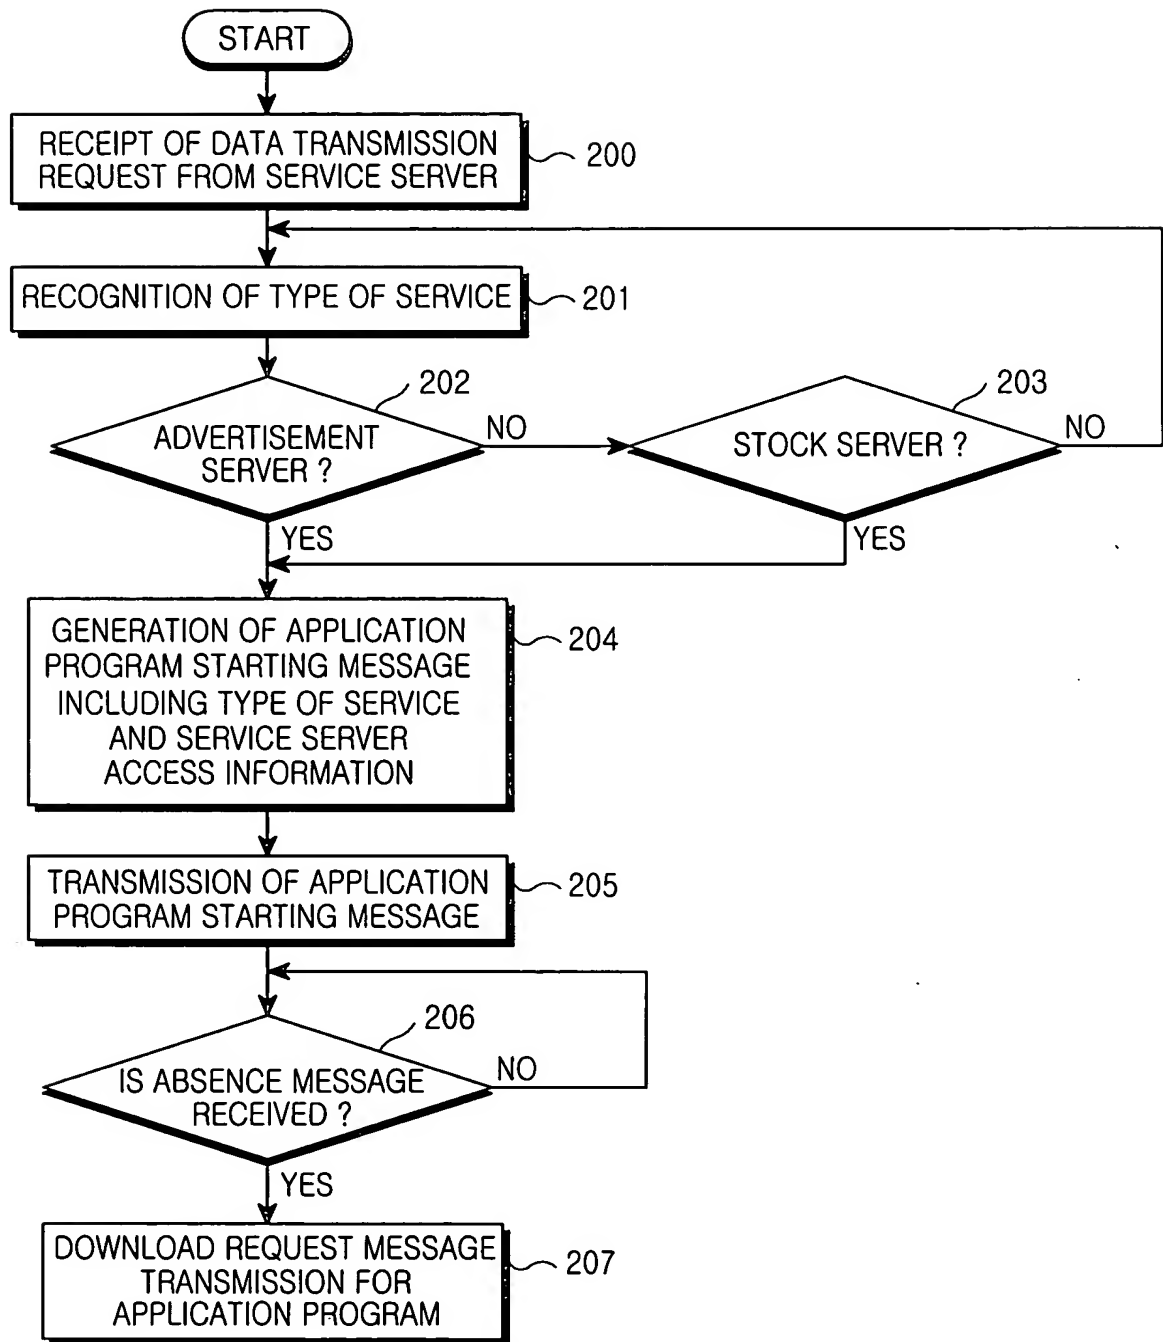 START
RECEIPT OF DATA TRANSMISSION
REQUEST FROM SERVICE SERVER
200
RECOGNITION OF TYPE OF SERVICE
201
202
ADVERTISEMENT
SERVER ?
NO
203
STOCK SERVER ?
NO
YES
YES
GENERATION OF APPLICATION
PROGRAM STARTING MESSAGE
INCLUDING TYPE OF SERVICE
AND SERVICE SERVER
ACCESS INFORMATION
204
TRANSMISSION OF APPLICATION
PROGRAM STARTING MESSAGE
205
206
IS ABSENCE MESSAGE
RECEIVED ?
NO
YES
DOWNLOAD REQUEST MESSAGE
TRANSMISSION FOR
APPLICATION PROGRAM
207